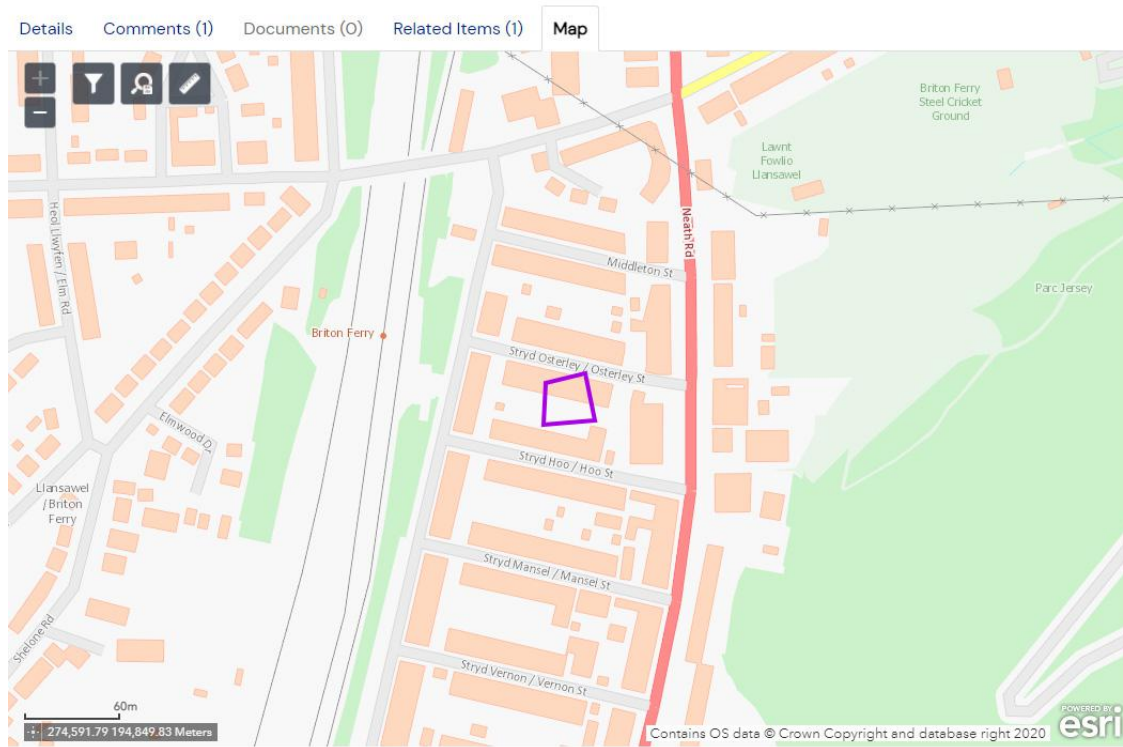 Details
Comments (1)
Documents (0)
Related Items (1)
Map
Briton Ferry
Steel Cricket
Ground
Lawnt
Fowlio
Llansawel
Heol Llwyfen / Elm Rd
Neath Rd
Middleton St
Parc Jersey
Briton Ferry
Stryd Osterley / Osterley St
Elmwood Dr
Stryd Hoo / Hoo St
Llansawel
/ Briton
Ferry
Stryd Mansel / Mansel St
Shelone Rd
Stryd Vernon / Vernon St
60m
274,591.79 194,849.83 Meters
Contains OS data © Crown Copyright and database right 2020
POWERED BY
esri